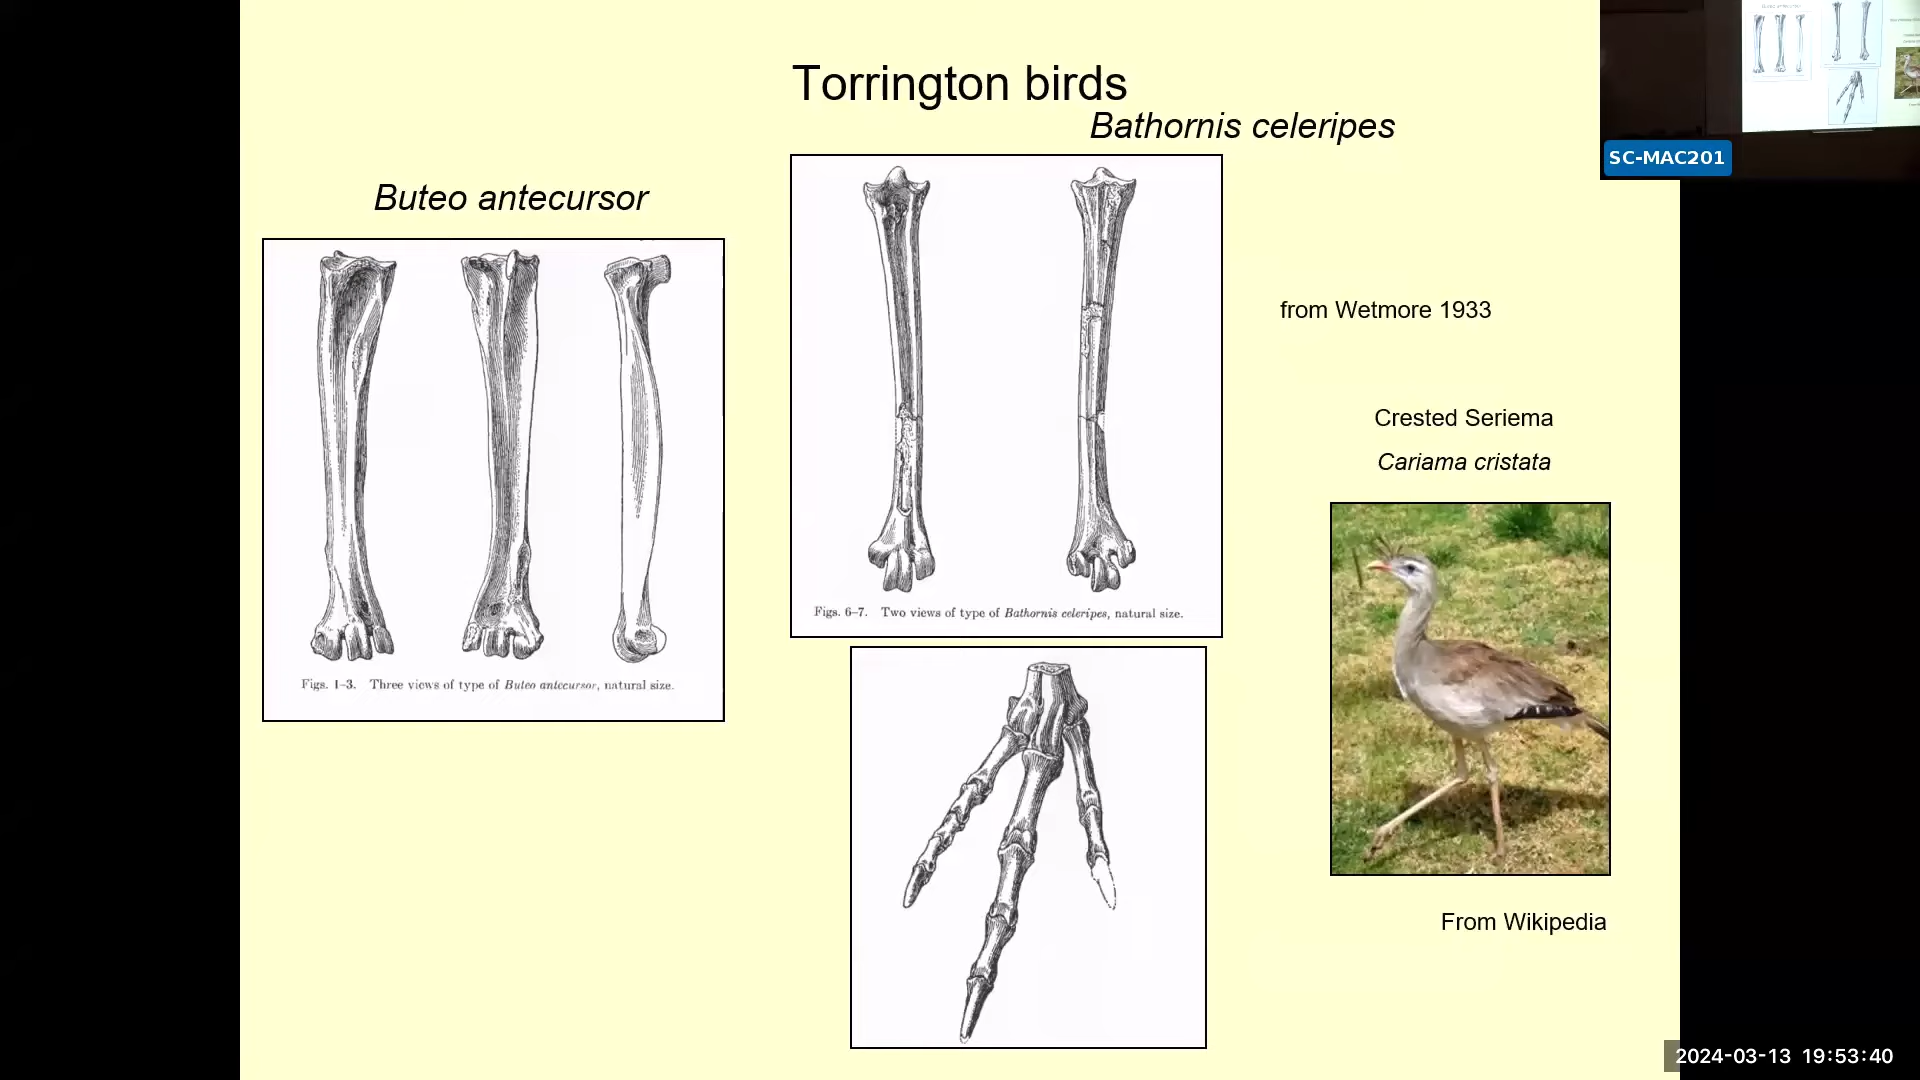 Torrington birds
Bathornis celeripes
Buteo antecursor
Figs. 1–3. Three views of type of Buteo antecursor, natural size.
Figs. 6–7. Two views of type of Bathornis celeripes, natural size.
from Wetmore 1933
Crested Seriema
Cariama cristata
From Wikipedia
SC-MAC201
2024-03-13 19:53:40